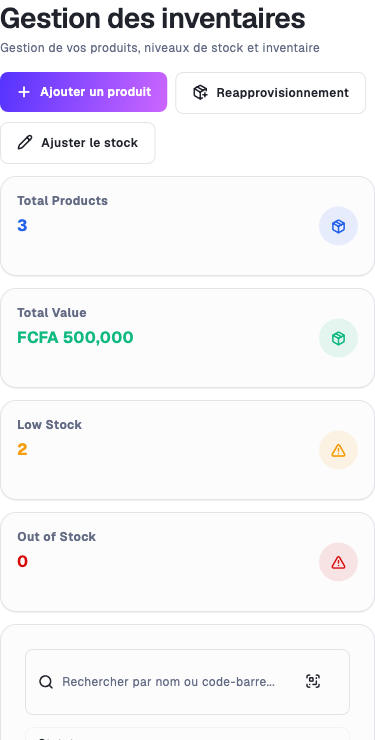 Gestion des inventaires
Gestion de vos produits, niveaux de stock et inventaire
Ajouter un produit
Reapprovisionnement
Ajuster le stock
Total Products
3
Total Value
FCFA 500,000
Low Stock
2
Out of Stock
0
Rechercher par nom ou code-barre...